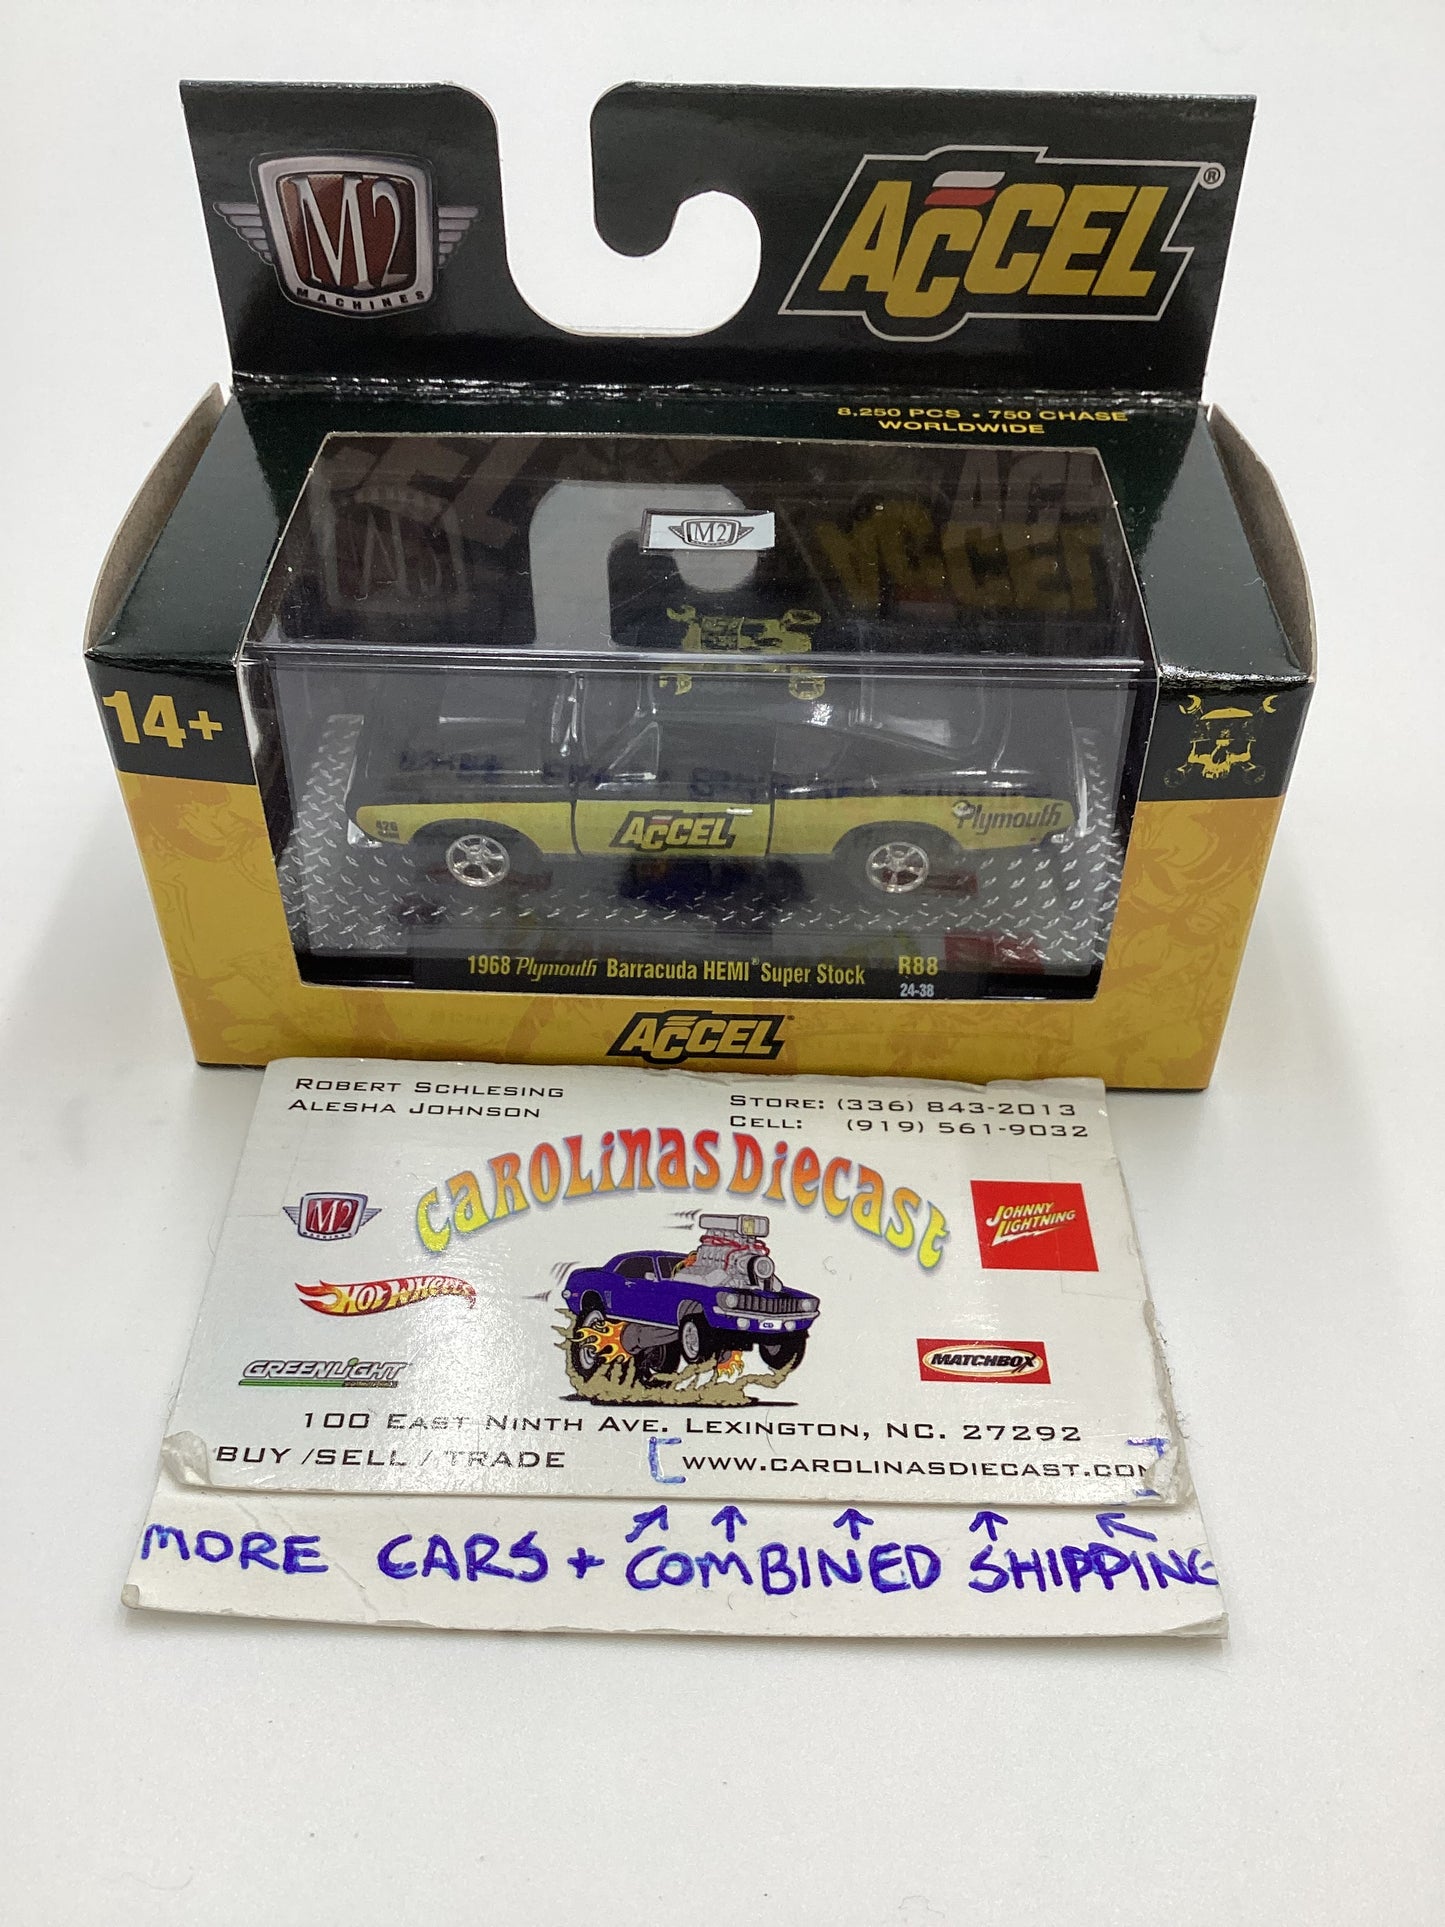 M2
MACHINES
ACCEL®
8,250 PCS • 750 CHASE
WORLDWIDE
M2
14+
426
ACCEL
Plymouth
1968 Plymouth Barracuda HEMI® Super Stock R88
24-38
ACCEL
ROBERT SCHLESING
ALESHA JOHNSON
STORE: (336) 843-2013
CELL: (919) 561-9032
CAROLINAS DIECAST
M2
MACHINES
JOHNNY
LIGHTNING
HOT WHEELS
CD
GREENLIGHT
MATCHBOX
100 EAST NINTH AVE. LEXINGTON, NC. 27292
BUY /SELL / TRADE [WWW.CAROLINASDIECAST.COM]
MORE CARS + COMBINED SHIPPING